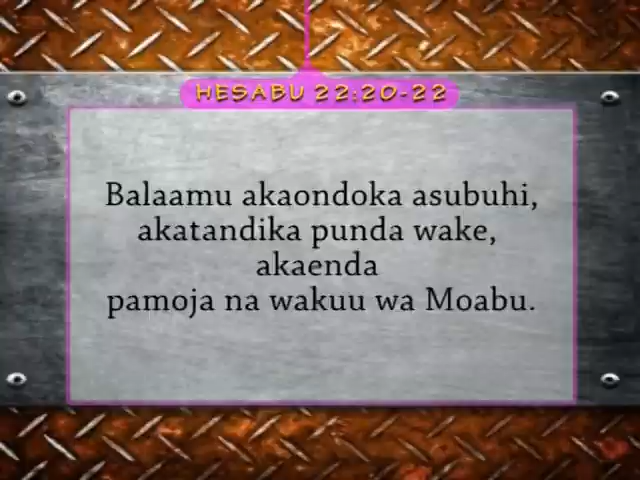 HESABU 22:20-22
Balaamu akaondoka asubuhi,
akatandika punda wake,
akaenda
pamoja na wakuu wa Moabu.